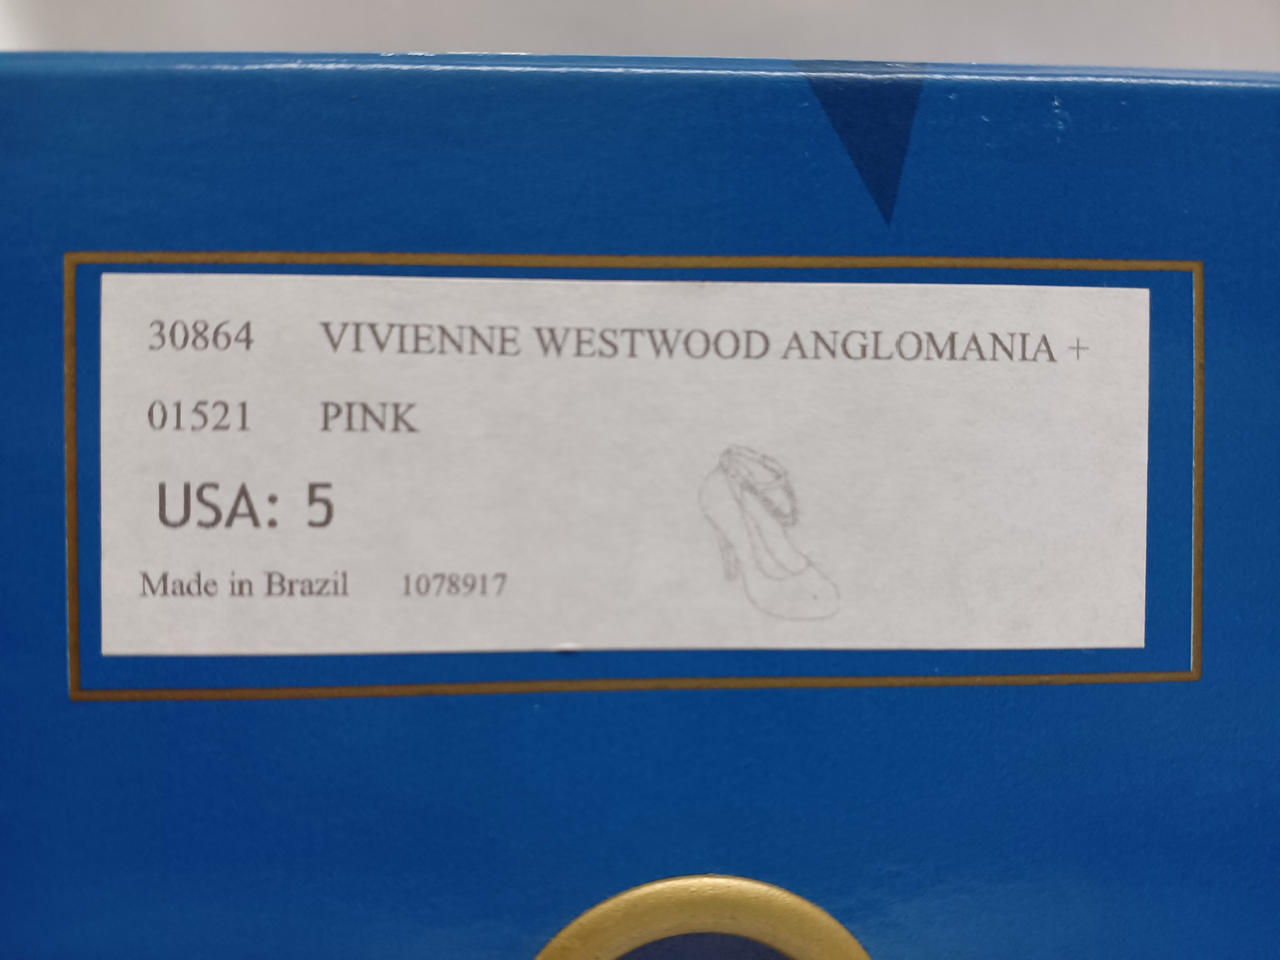 30864 VIVIENNE WESTWOOD ANGLOMANIA +
01521 PINK
USA: 5
Made in Brazil 1078917